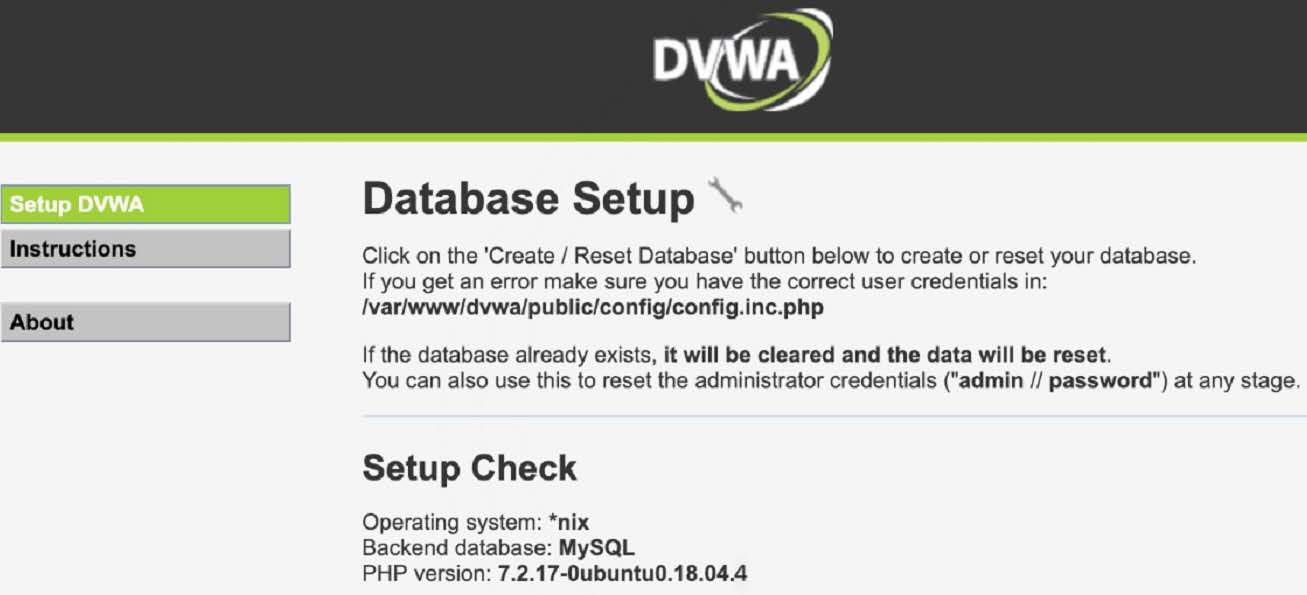 DVWA
Setup DVWA
Instructions
About
Database Setup
Click on the 'Create / Reset Database' button below to create or reset your database.
If you get an error make sure you have the correct user credentials in:
/var/www/dvwa/public/config/config.inc.php
If the database already exists, it will be cleared and the data will be reset.
You can also use this to reset the administrator credentials ("admin // password") at any stage.
Setup Check
Operating system: *nix
Backend database: MySQL
PHP version: 7.2.17-0ubuntu0.18.04.4